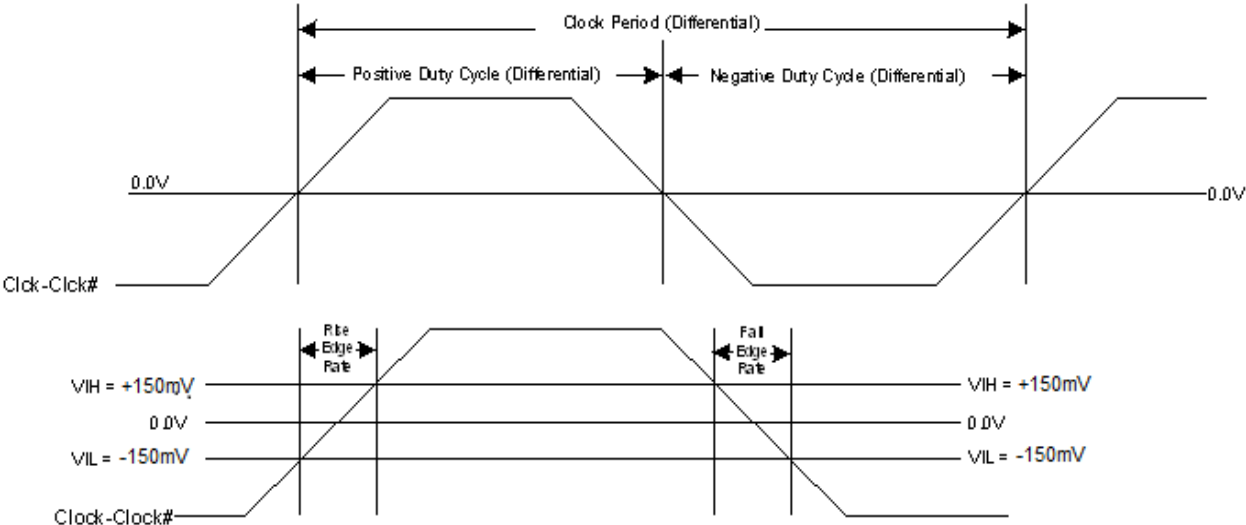 Clock Period (Differential)
Positive Duty Cycle (Differential)
Negative Duty Cycle (Differential)
0.0V
0.0V
Clck-Clck#
Rise
Edge
Rate
Fall
Edge
Rate
VIH = +150mV
VIH = +150mV
0.0V
0.0V
VIL = -150mV
VIL = -150mV
Clock-Clock#